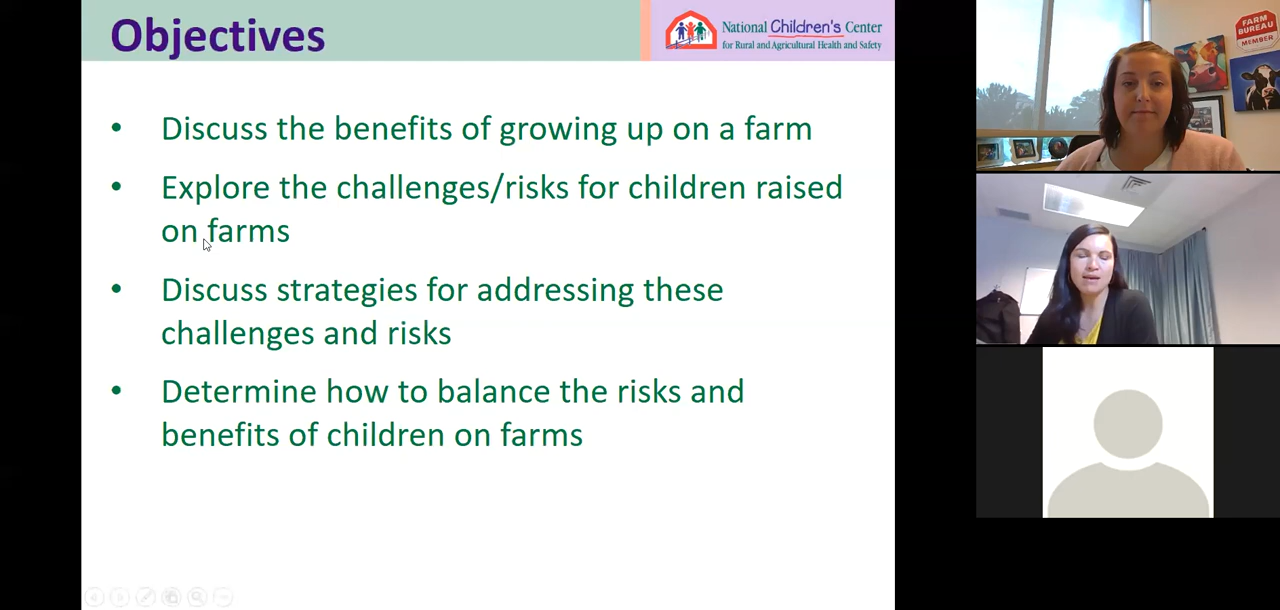 Objectives
National Children's Center
for Rural and Agricultural Health and Safety
• Discuss the benefits of growing up on a farm
• Explore the challenges/risks for children raised
on farms
• Discuss strategies for addressing these
challenges and risks
• Determine how to balance the risks and
benefits of children on farms
FARM
BUREAU
MEMBER